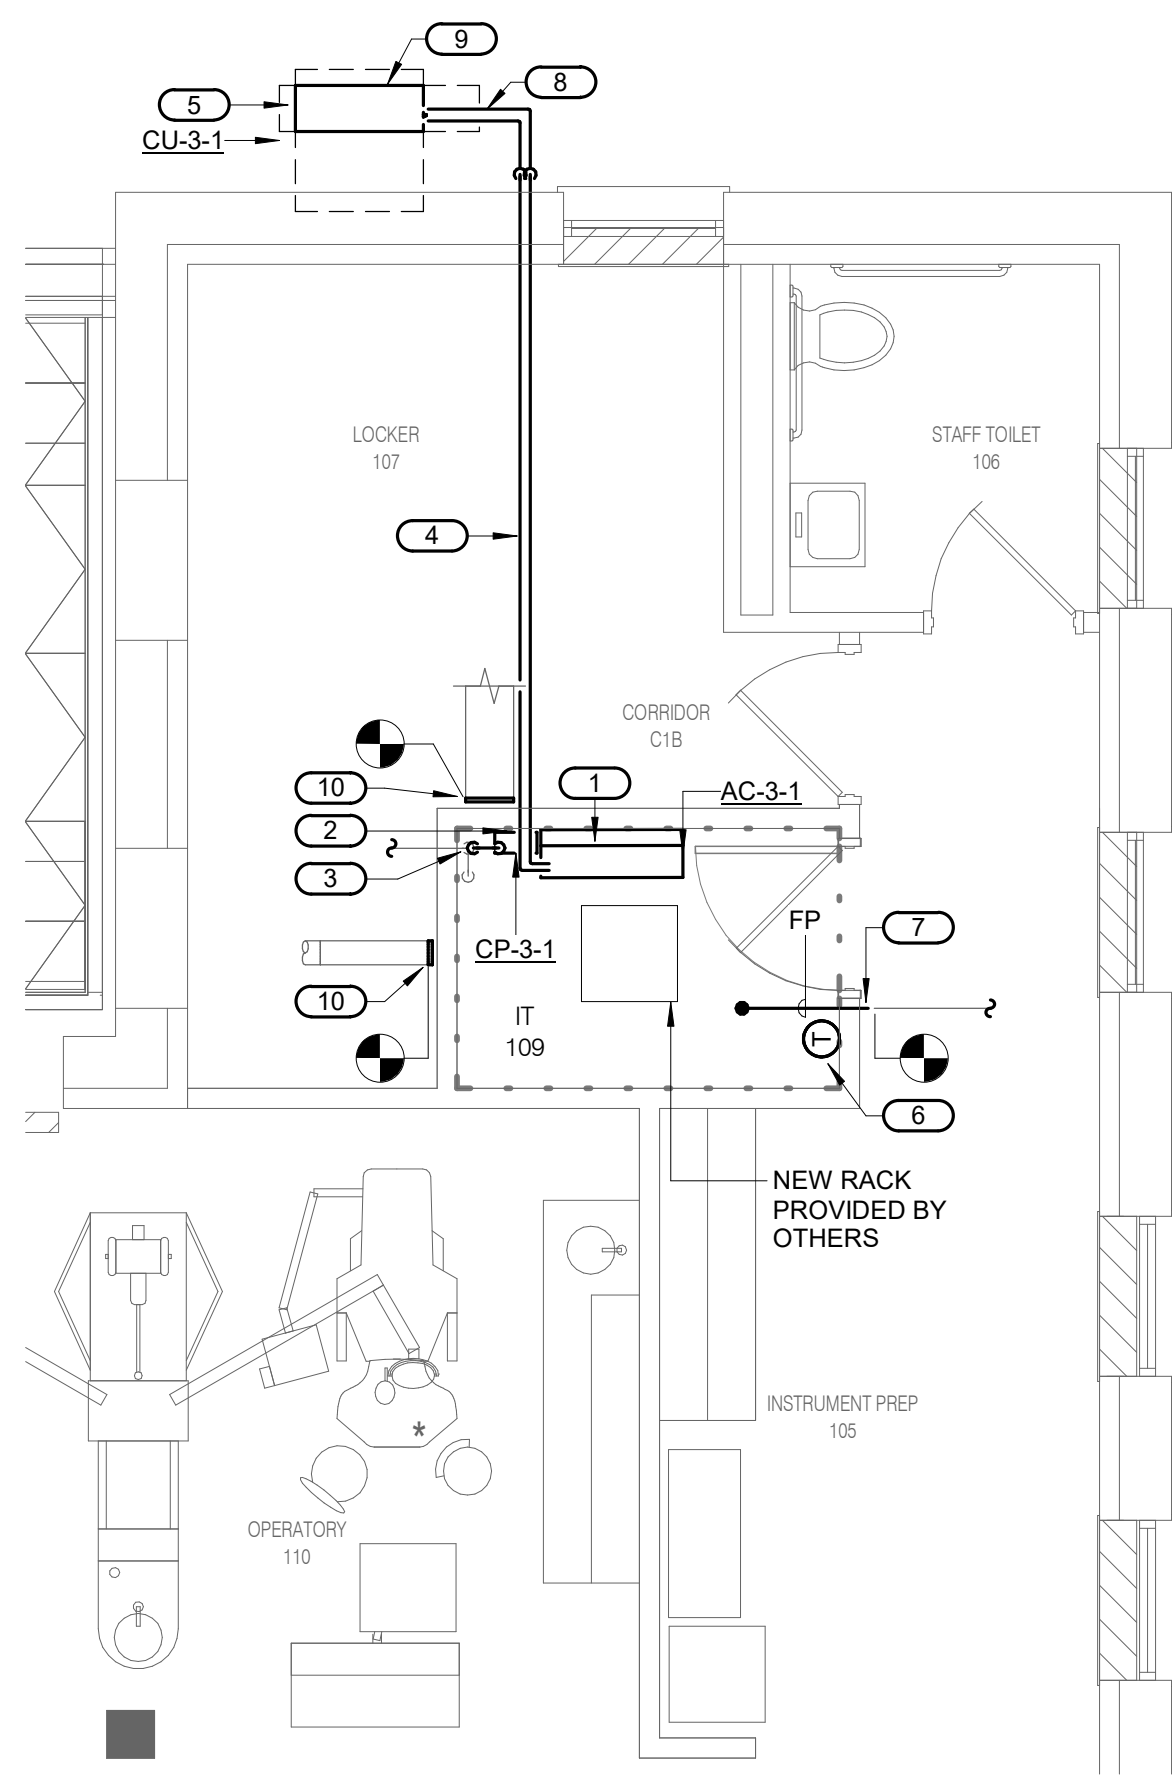 9
8
5
CU-3-1
LOCKER
107
STAFF TOILET
106
4
CORRIDOR
C1B
10
1
AC-3-1
2
3
CP-3-1
FP
7
10
IT
109
T
6
NEW RACK
PROVIDED BY
OTHERS
INSTRUMENT PREP
105
*
OPERATORY
110